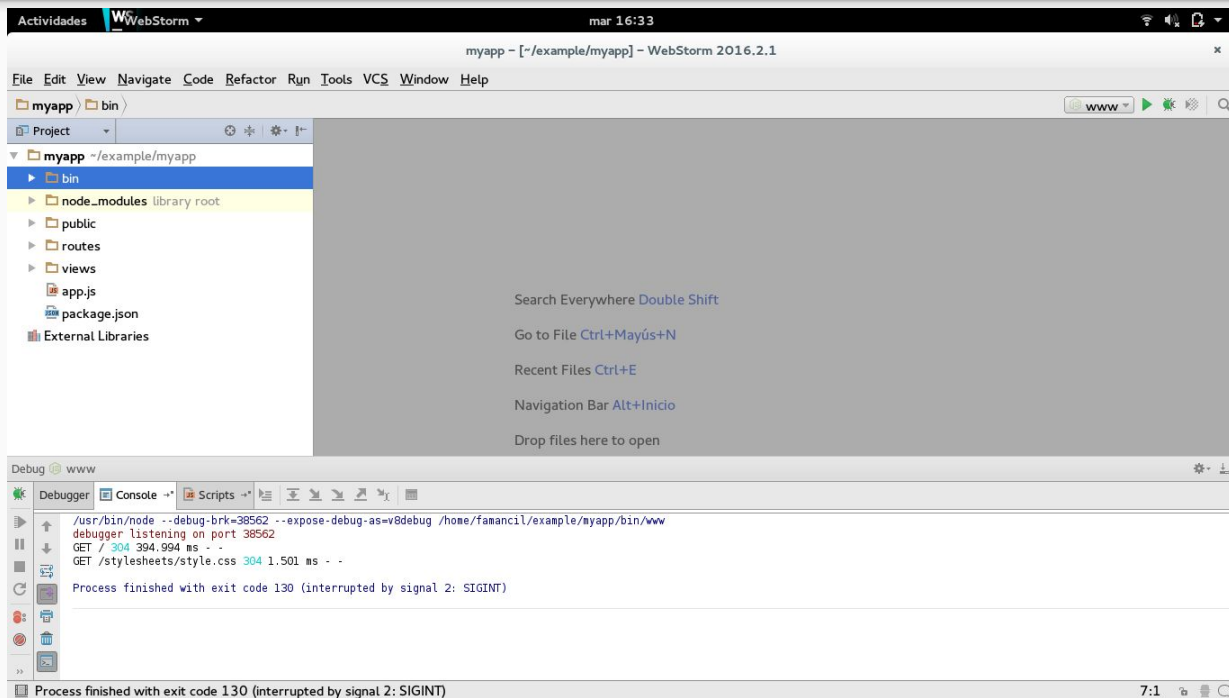 Actividades WS WebStorm mar 16:33
myapp – [~/example/myapp] – WebStorm 2016.2.1
File Edit View Navigate Code Refactor Run Tools VCS Window Help
myapp bin www
Project
myapp ~/example/myapp
bin
node_modules library root
public
routes
views
app.js
package.json
External Libraries
Search Everywhere Double Shift
Go to File Ctrl+Mayús+N
Recent Files Ctrl+E
Navigation Bar Alt+Inicio
Drop files here to open
Debug www
Debugger Console Scripts
/usr/bin/node --debug-brk=38562 --expose-debug-as=v8debug /home/famancil/example/myapp/bin/www
debugger listening on port 38562
GET / 304 394.994 ms - -
GET /stylesheets/style.css 304 1.501 ms - -
Process finished with exit code 130 (interrupted by signal 2: SIGINT)
Process finished with exit code 130 (interrupted by signal 2: SIGINT) 7:1